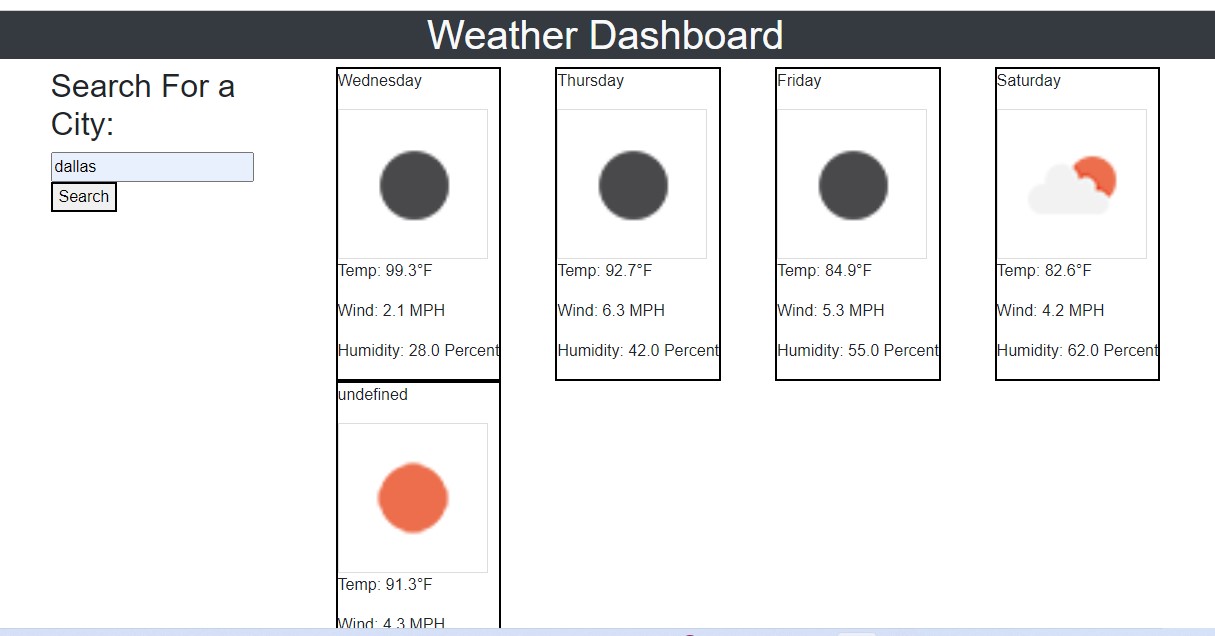 Weather Dashboard
Search For a
City:
dallas
Search
Wednesday
Temp: 99.3°F
Wind: 2.1 MPH
Humidity: 28.0 Percent
Thursday
Temp: 92.7°F
Wind: 6.3 MPH
Humidity: 42.0 Percent
Friday
Temp: 84.9°F
Wind: 5.3 MPH
Humidity: 55.0 Percent
Saturday
Temp: 82.6°F
Wind: 4.2 MPH
Humidity: 62.0 Percent
undefined
Temp: 91.3°F
Wind: 4.3 MPH